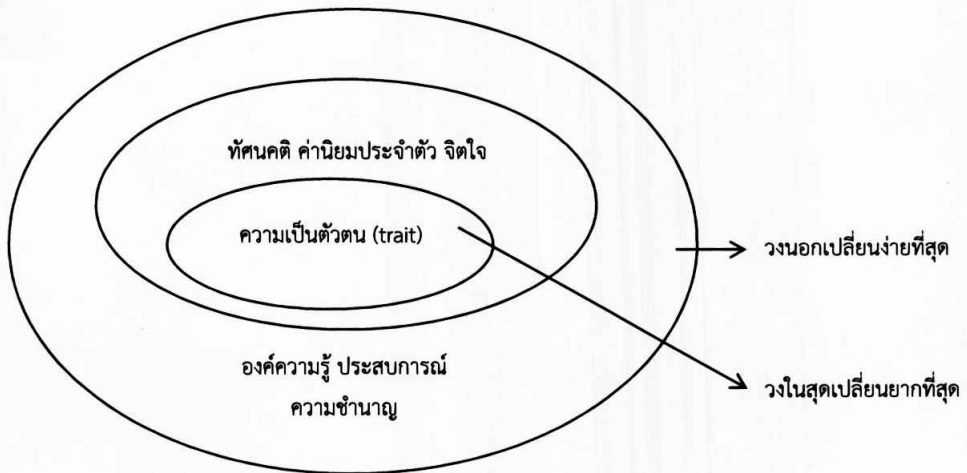 ทัศนคติ ค่านิยมประจำตัว จิตใจ
ความเป็นตัวตน (trait)
วงนอกเปลี่ยนง่ายที่สุด
องค์ความรู้ ประสบการณ์
ความชำนาญ
วงในสุดเปลี่ยนยากที่สุด